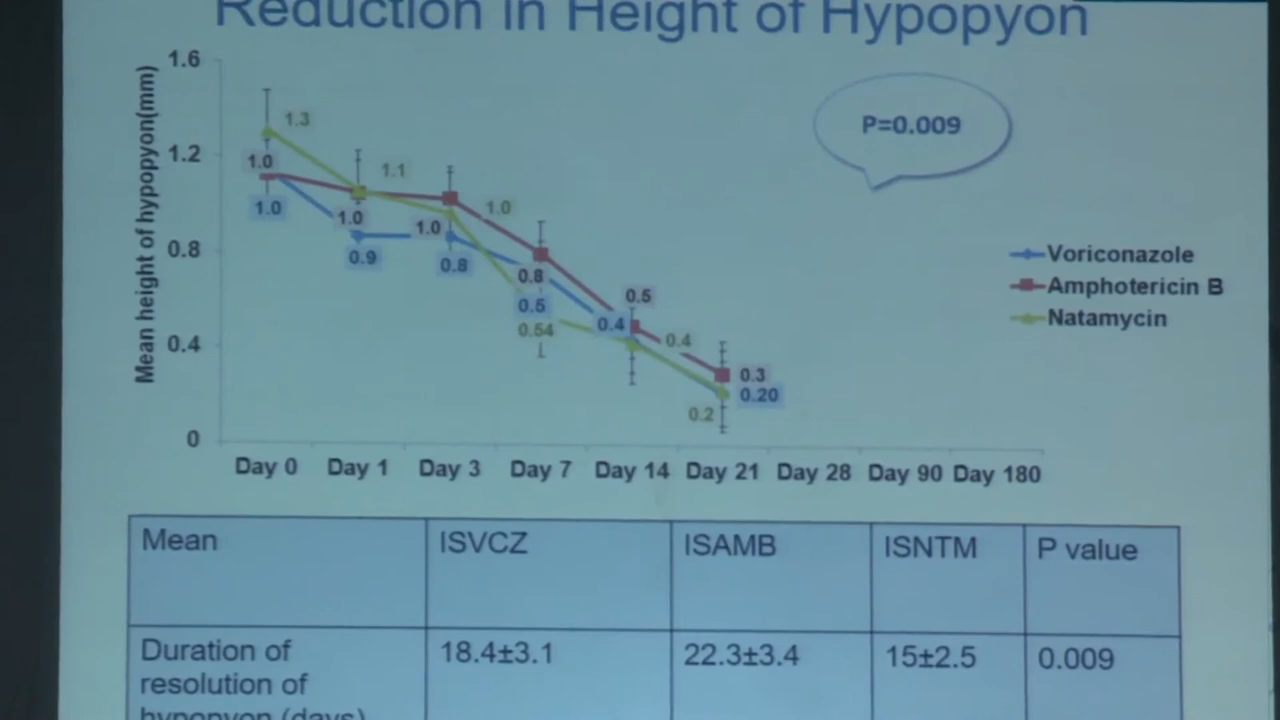 Reduction in Height of Hypopyon
Mean height of hypopyon(mm)
1.6
1.2
0.8
0.4
0
1.3
1.0
1.0
1.1
1.0
0.9
1.0
1.0
0.8
0.8
0.5
0.54
0.5
0.4
0.4
0.3
0.20
0.2
P=0.009
Voriconazole
Amphotericin B
Natamycin
Day 0 Day 1 Day 3 Day 7 Day 14 Day 21 Day 28 Day 90 Day 180
Mean ISVCZ ISAMB ISNTM P value
Duration of 18.4±3.1 22.3±3.4 15±2.5 0.009
resolution of
hypopyon (days)